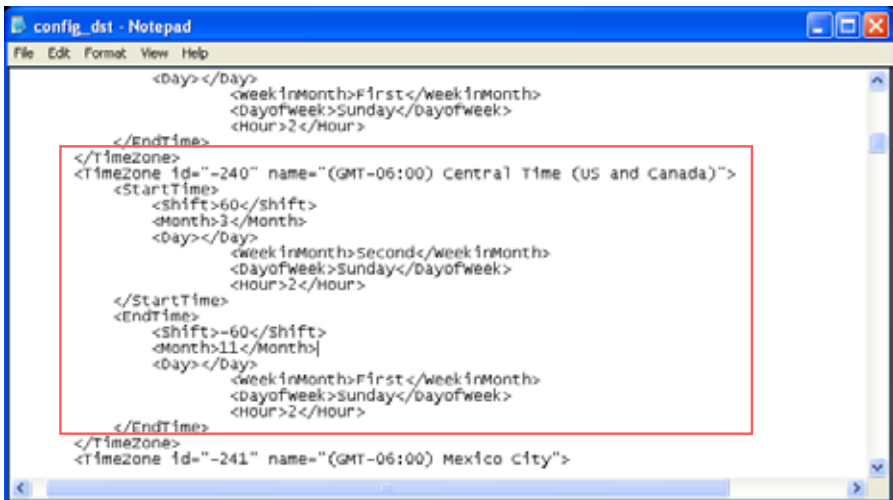 config_dst - Notepad
File Edit Format View Help
<Day></Day>
<WeekinMonth>First</WeekinMonth>
<DayofWeek>Sunday</DayofWeek>
<Hour>2</Hour>
</EndTime>
</TimeZone>
<TimeZone id="-240" name="(GMT-06:00) Central Time (US and Canada)">
<StartTime>
<Shift>60</Shift>
<Month>3</Month>
<Day></Day>
<WeekinMonth>Second</WeekinMonth>
<DayofWeek>Sunday</DayofWeek>
<Hour>2</Hour>
</StartTime>
<EndTime>
<Shift>-60</Shift>
<Month>11</Month>
<Day></Day>
<WeekinMonth>First</WeekinMonth>
<DayofWeek>Sunday</DayofWeek>
<Hour>2</Hour>
</EndTime>
</TimeZone>
<TimeZone id="-241" name="(GMT-06:00) Mexico City">